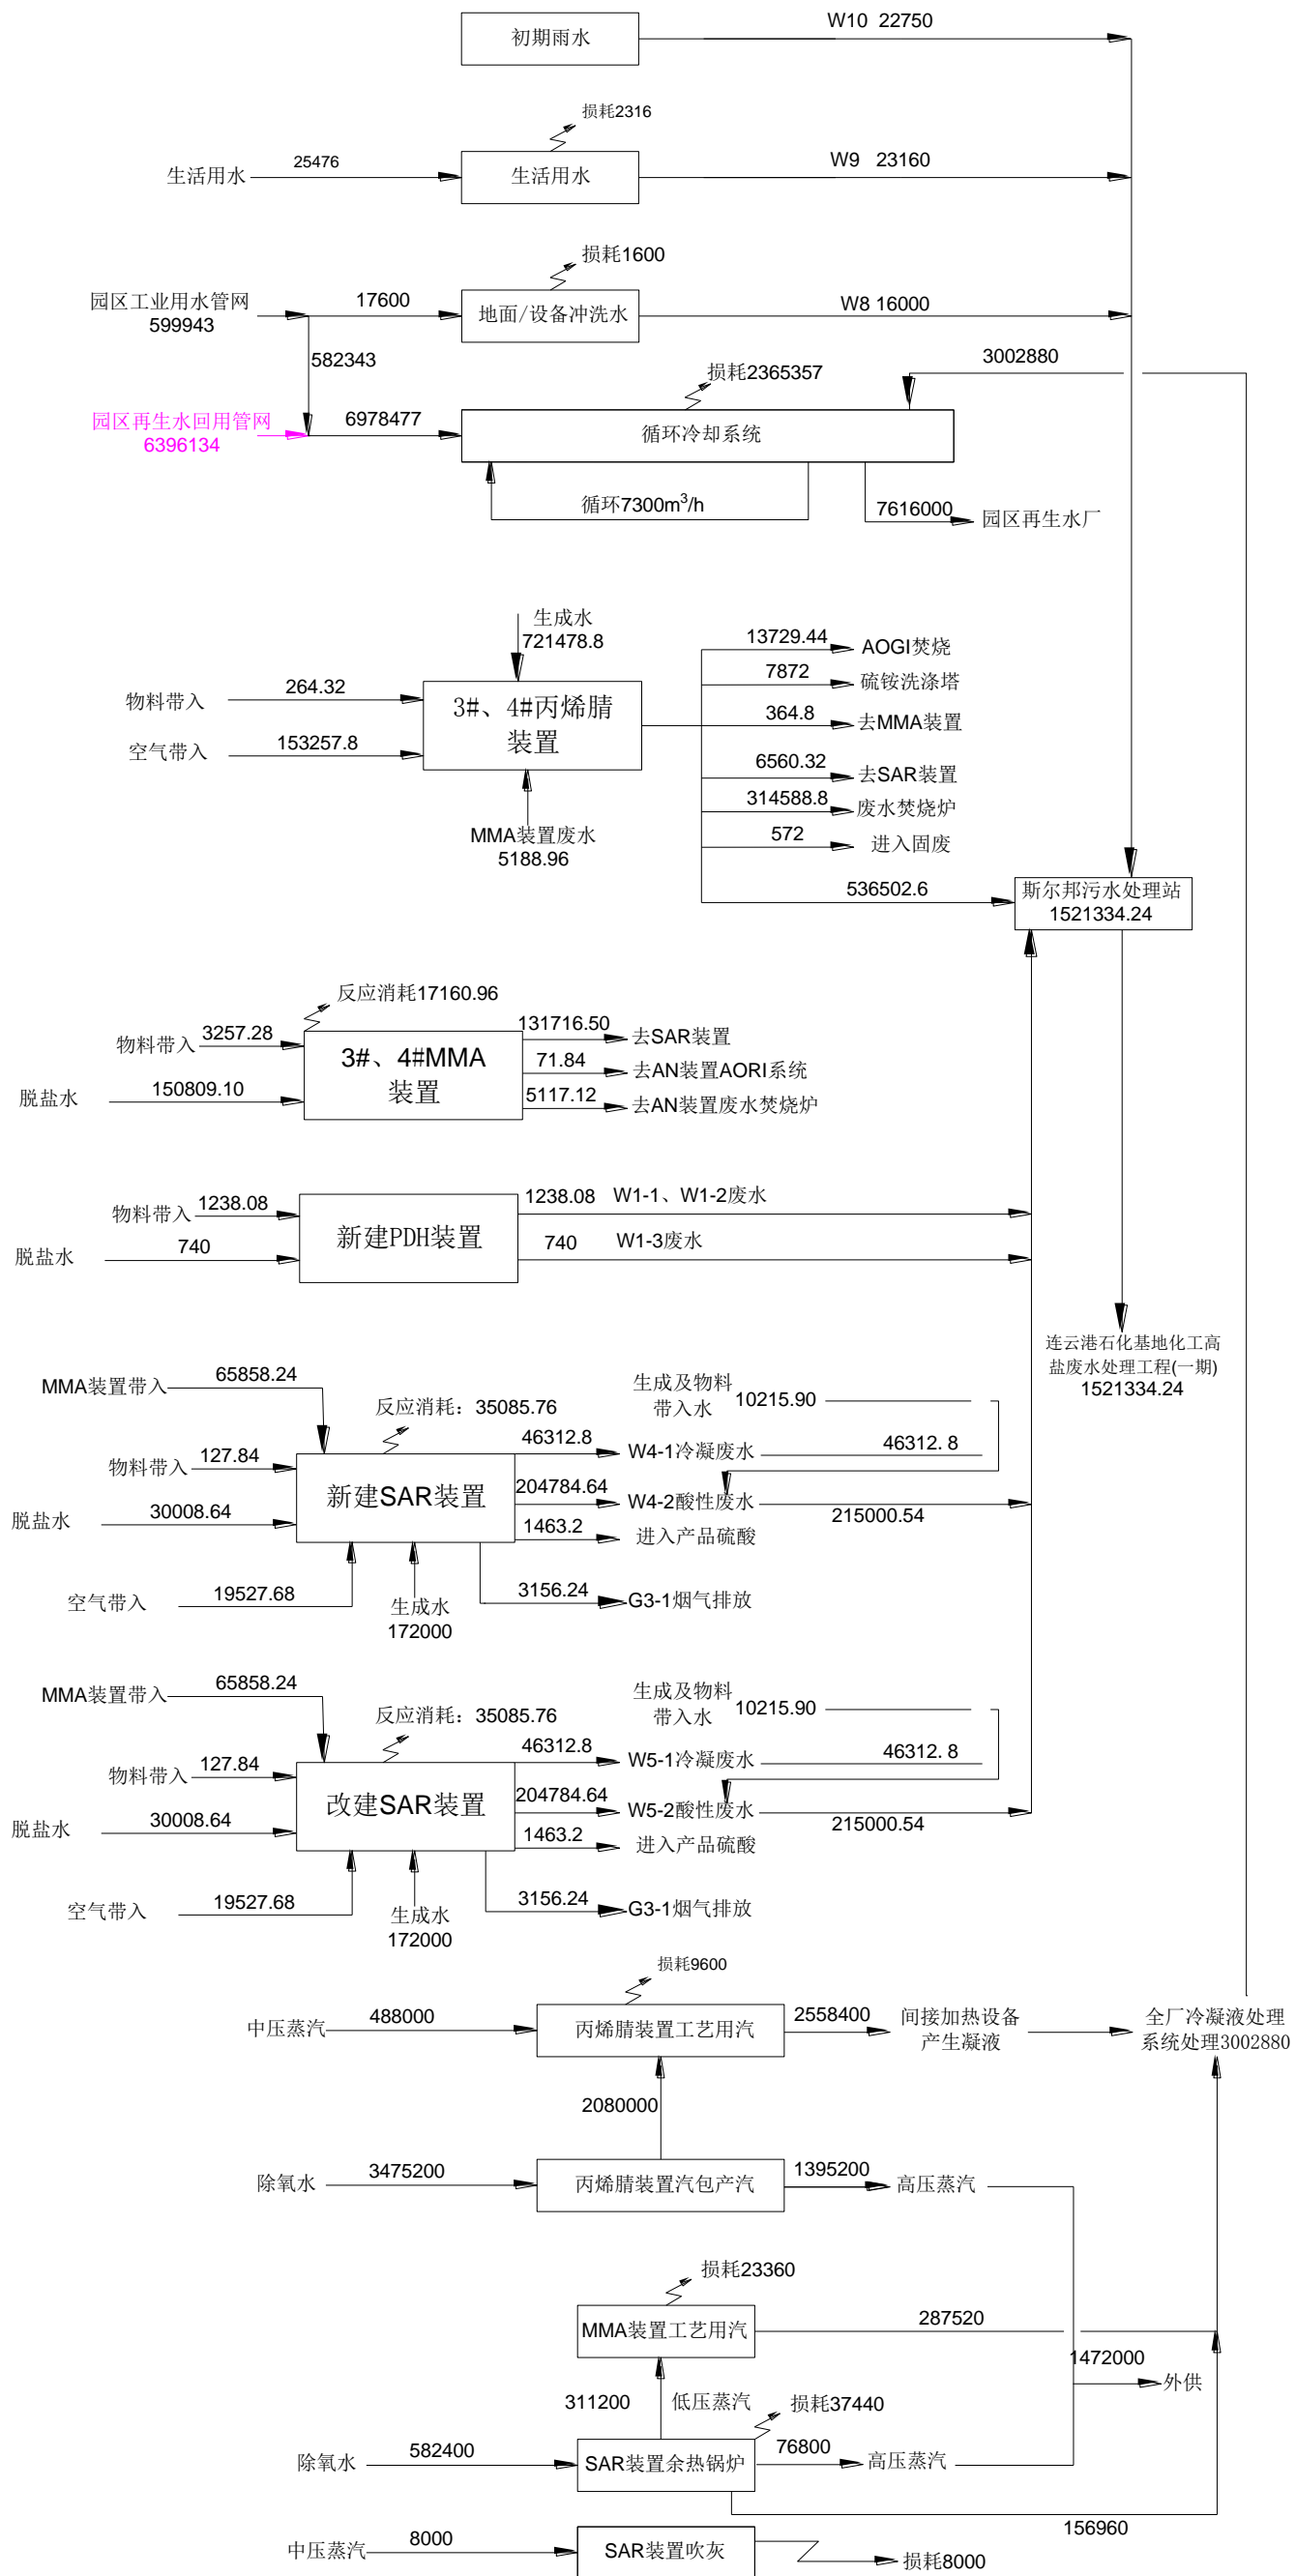 W10 22750
初期雨水
损耗2316
生活用水
25476
生活用水
W9 23160
损耗1600
园区工业用水管网
599943
17600
地面/设备冲洗水
W8 16000
582343
3002880
损耗2365357
园区再生水回用管网
6396134
6978477
循环冷却系统
循环7300m³/h
7616000
园区再生水厂
生成水
721478.8
物料带入
264.32
空气带入
153257.8
3#、4#丙烯腈
装置
MMA装置废水
5188.96
13729.44
AOGI焚烧
7872
硫铵洗涤塔
364.8
去MMA装置
6560.32
去SAR装置
314588.8
废水焚烧炉
572
进入固废
536502.6
斯尔邦污水处理站
1521334.24
反应消耗17160.96
物料带入
3257.28
脱盐水
150809.10
3#、4#MMA
装置
131716.50
去SAR装置
71.84
去AN装置AORI系统
5117.12
去AN装置废水焚烧炉
物料带入
1238.08
脱盐水
740
新建PDH装置
1238.08
W1-1、W1-2废水
740
W1-3废水
连云港石化基地化工高
盐废水处理工程(一期)
1521334.24
MMA装置带入
65858.24
反应消耗：35085.76
生成及物料
带入水
10215.90
物料带入
127.84
脱盐水
30008.64
新建SAR装置
46312.8
W4-1冷凝废水
46312. 8
204784.64
W4-2酸性废水
215000.54
1463.2
进入产品硫酸
空气带入
19527.68
生成水
172000
3156.24
G3-1烟气排放
MMA装置带入
65858.24
反应消耗：35085.76
生成及物料
带入水
10215.90
物料带入
127.84
脱盐水
30008.64
改建SAR装置
46312.8
W5-1冷凝废水
46312. 8
204784.64
W5-2酸性废水
215000.54
1463.2
进入产品硫酸
空气带入
19527.68
生成水
172000
3156.24
G3-1烟气排放
损耗9600
中压蒸汽
488000
丙烯腈装置工艺用汽
2558400
间接加热设备
产生凝液
全厂冷凝液处理
系统处理3002880
2080000
除氧水
3475200
丙烯腈装置汽包产汽
1395200
高压蒸汽
损耗23360
MMA装置工艺用汽
287520
1472000
外供
311200
低压蒸汽
损耗37440
除氧水
582400
SAR装置余热锅炉
76800
高压蒸汽
156960
中压蒸汽
8000
SAR装置吹灰
损耗8000